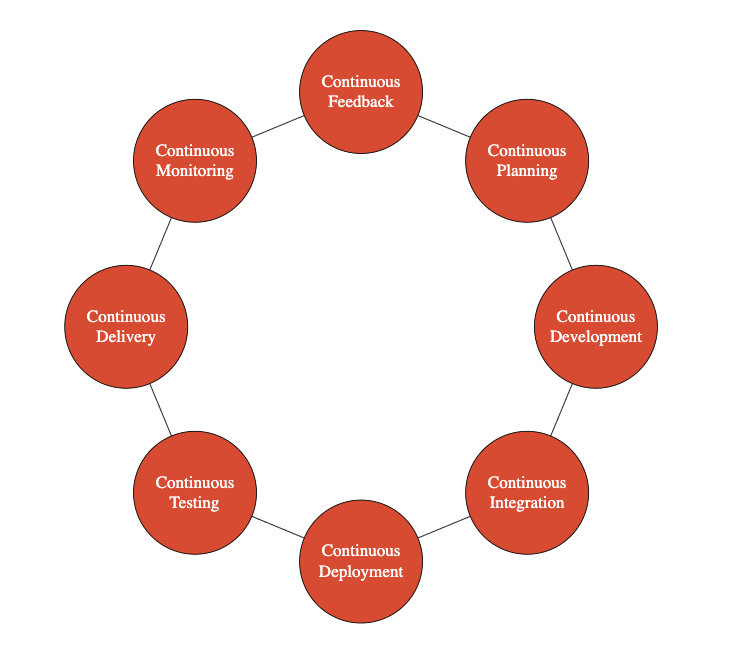 Continuous
Feedback
Continuous
Planning
Continuous
Development
Continuous
Integration
Continuous
Deployment
Continuous
Testing
Continuous
Delivery
Continuous
Monitoring